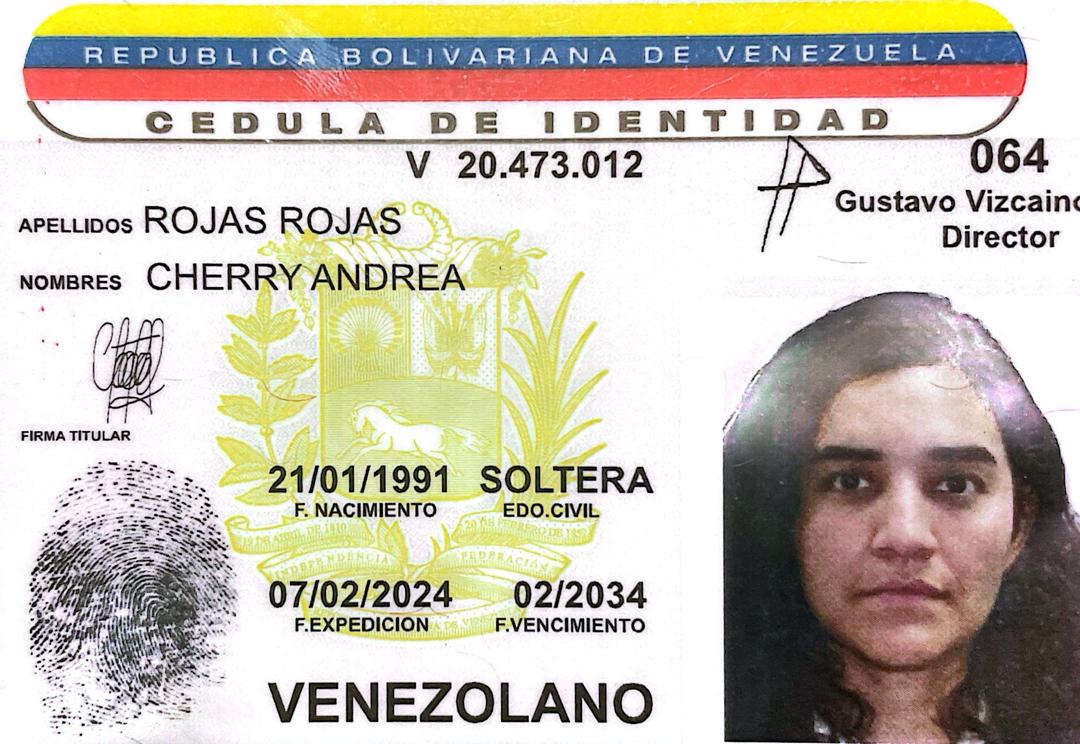 REPUBLICA BOLIVARIANA DE VENEZUELA
CEDULA DE IDENTIDAD
V 20.473.012
064
Gustavo Vizcaino
Director
APELLIDOS ROJAS ROJAS
NOMBRES CHERRY ANDREA
FIRMA TITULAR
21/01/1991 SOLTERA
F. NACIMIENTO EDO.CIVIL
19 DE ABRIL DE 1810 20 DE FEBRERO DE 1859
INDEPENDENCIA FEDERACIÓN
07/02/2024 02/2034
F.EXPEDICION F.VENCIMIENTO
VENEZOLANO